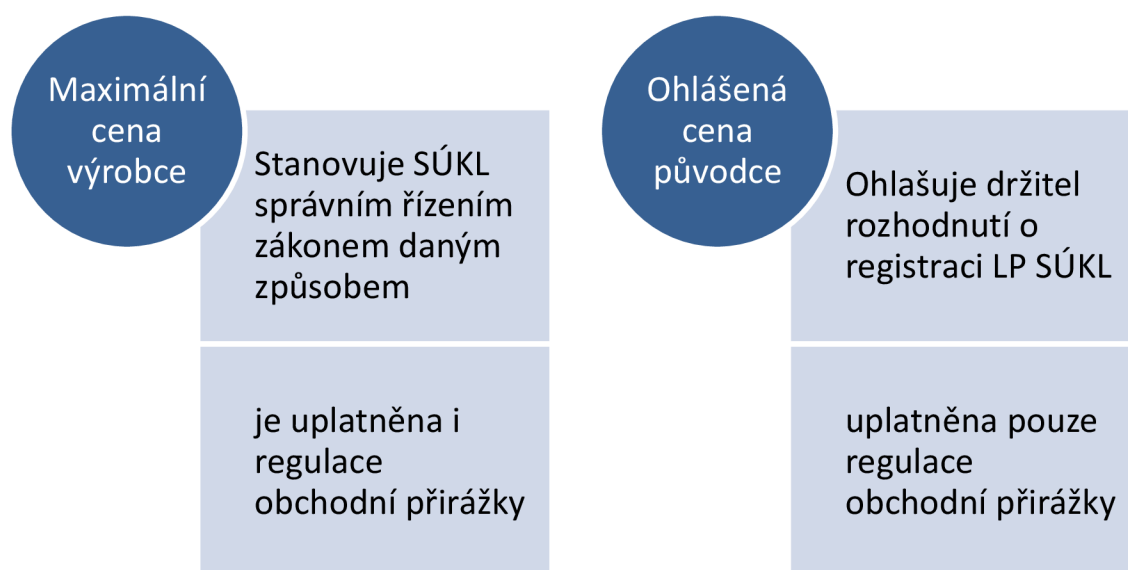 Maximální
cena
výrobce
Stanovuje SÚKL
správním řízením
zákonem daným
způsobem
je uplatněna i
regulace
obchodní přirážky
Ohlášená
cena
původce
Ohlašuje držitel
rozhodnutí o
registraci LP SÚKL
uplatněna pouze
regulace
obchodní přirážky